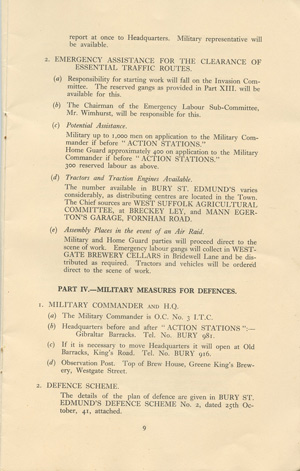 report at once to Headquarters. Military representative will
be available.
2. EMERGENCY ASSISTANCE FOR THE CLEARANCE OF
ESSENTIAL TRAFFIC ROUTES.
(a) Responsibility for starting work will fall on the Invasion Com-
mittee. The reserved gangs as provided in Part XIII. will be
available for this.
(b) The Chairman of the Emergency Labour Sub-Committee,
Mr. Wimhurst, will be responsible for this.
(c) Potential Assistance.
Military up to 1,000 men on application to the Military Com-
mander if before " ACTION STATIONS."
Home Guard approximately 400 on application to the Military
Commander if before " ACTION STATIONS."
300 reserved labour as above.
(d) Tractors and Traction Engines Available.
The number available in BURY ST. EDMUND'S varies
considerably, as distributing centres are located in the Town.
The Chief sources are WEST SUFFOLK AGRICULTURAL
COMMITTEE, at BRECKEY LEY, and MANN EGER-
TON'S GARAGE, FORNHAM ROAD.
(e) Assembly Places in the event of an Air Raid.
Military and Home Guard parties will proceed direct to the
scene of work. Emergency labour gangs will collect in WEST-
GATE BREWERY CELLARS in Bridewell Lane and be dis-
tributed as required. Tractors and vehicles will be ordered
direct to the scene of work.
PART IV.—MILITARY MEASURES FOR DEFENCES.
1. MILITARY COMMANDER AND H.Q.
(a) The Military Commander is O.C. No. 3 I.T.C.
(b) Headquarters before and after " ACTION STATIONS ":—
Gibraltar Barracks. Tel. No. BURY 981.
(c) If it is necessary to move Headquarters it will open at Old
Barracks, King's Road. Tel. No. BURY 916.
(d) Observation Post. Top of Brew House, Greene King's Brew-
ery, Westgate Street.
2. DEFENCE SCHEME.
The details of the plan of defence are given in BURY ST.
EDMUND'S DEFENCE SCHEME No. 2, dated 25th Oc-
tober, 41, attached.
9